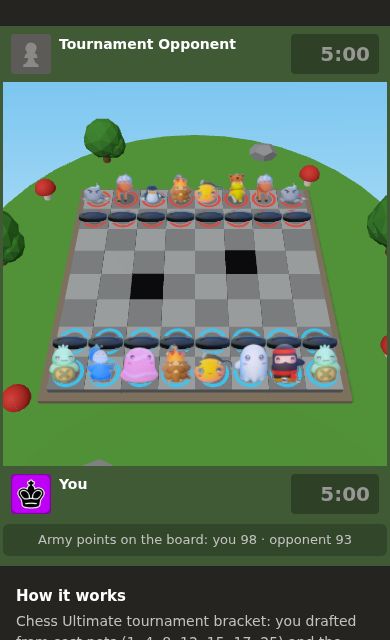 Tournament Opponent
5:00
You
5:00
Army points on the board: you 98 · opponent 93
How it works
Chess Ultimate tournament bracket: you drafted